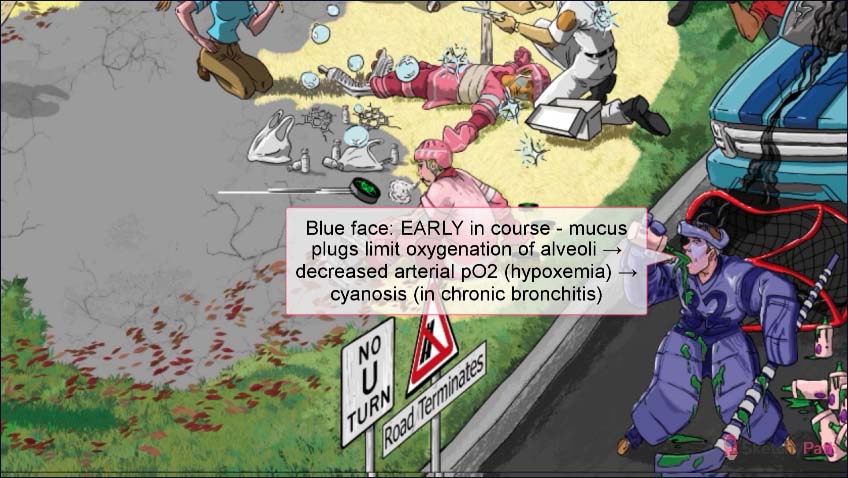 Blue face: EARLY in course - mucus
plugs limit oxygenation of alveoli →
decreased arterial pO2 (hypoxemia) →
cyanosis (in chronic bronchitis)
NO
U
TURN
Road Terminates